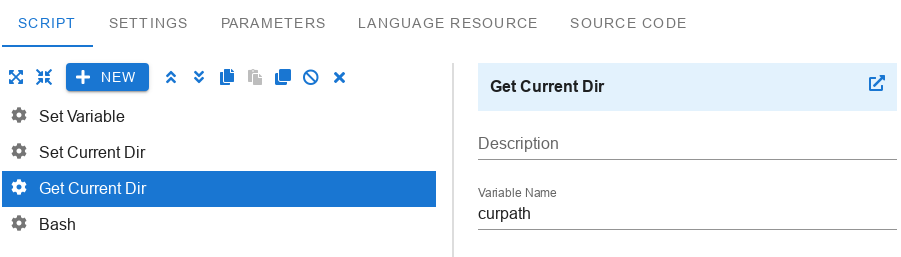 SCRIPT SETTINGS PARAMETERS LANGUAGE RESOURCE SOURCE CODE
NEW
Set Variable
Set Current Dir
Get Current Dir
Bash
Get Current Dir
Description
Variable Name
curpath